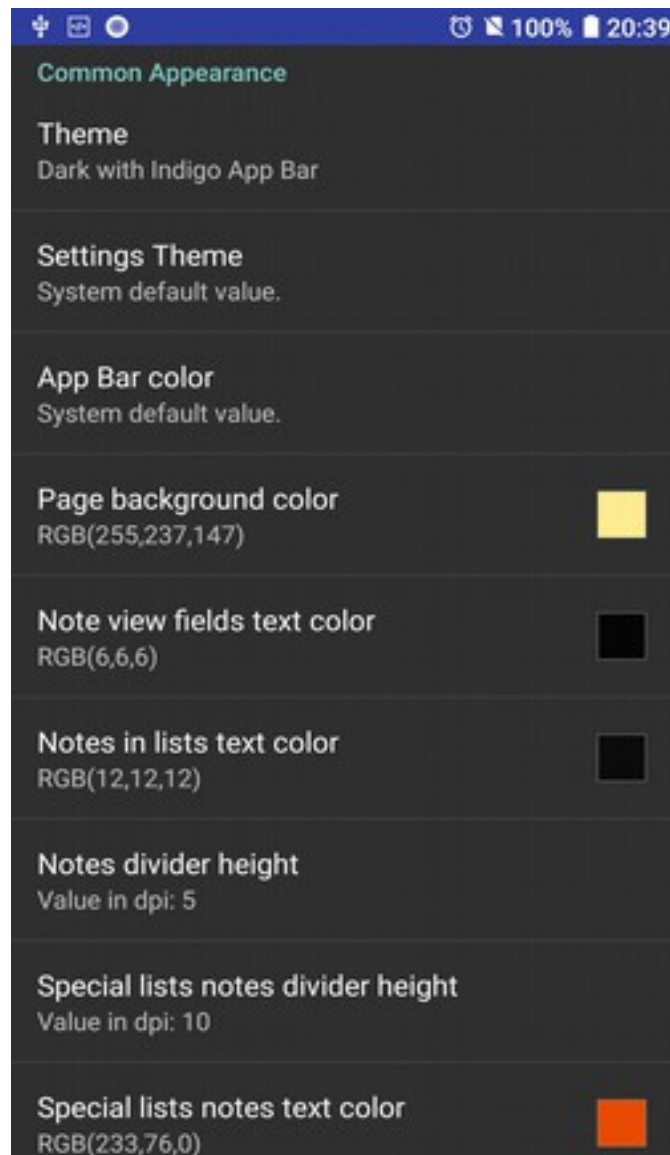 100% 20:39
Common Appearance
Theme
Dark with Indigo App Bar
Settings Theme
System default value.
App Bar color
System default value.
Page background color
RGB(255,237,147)
Note view fields text color
RGB(6,6,6)
Notes in lists text color
RGB(12,12,12)
Notes divider height
Value in dpi: 5
Special lists notes divider height
Value in dpi: 10
Special lists notes text color
RGB(233,76,0)